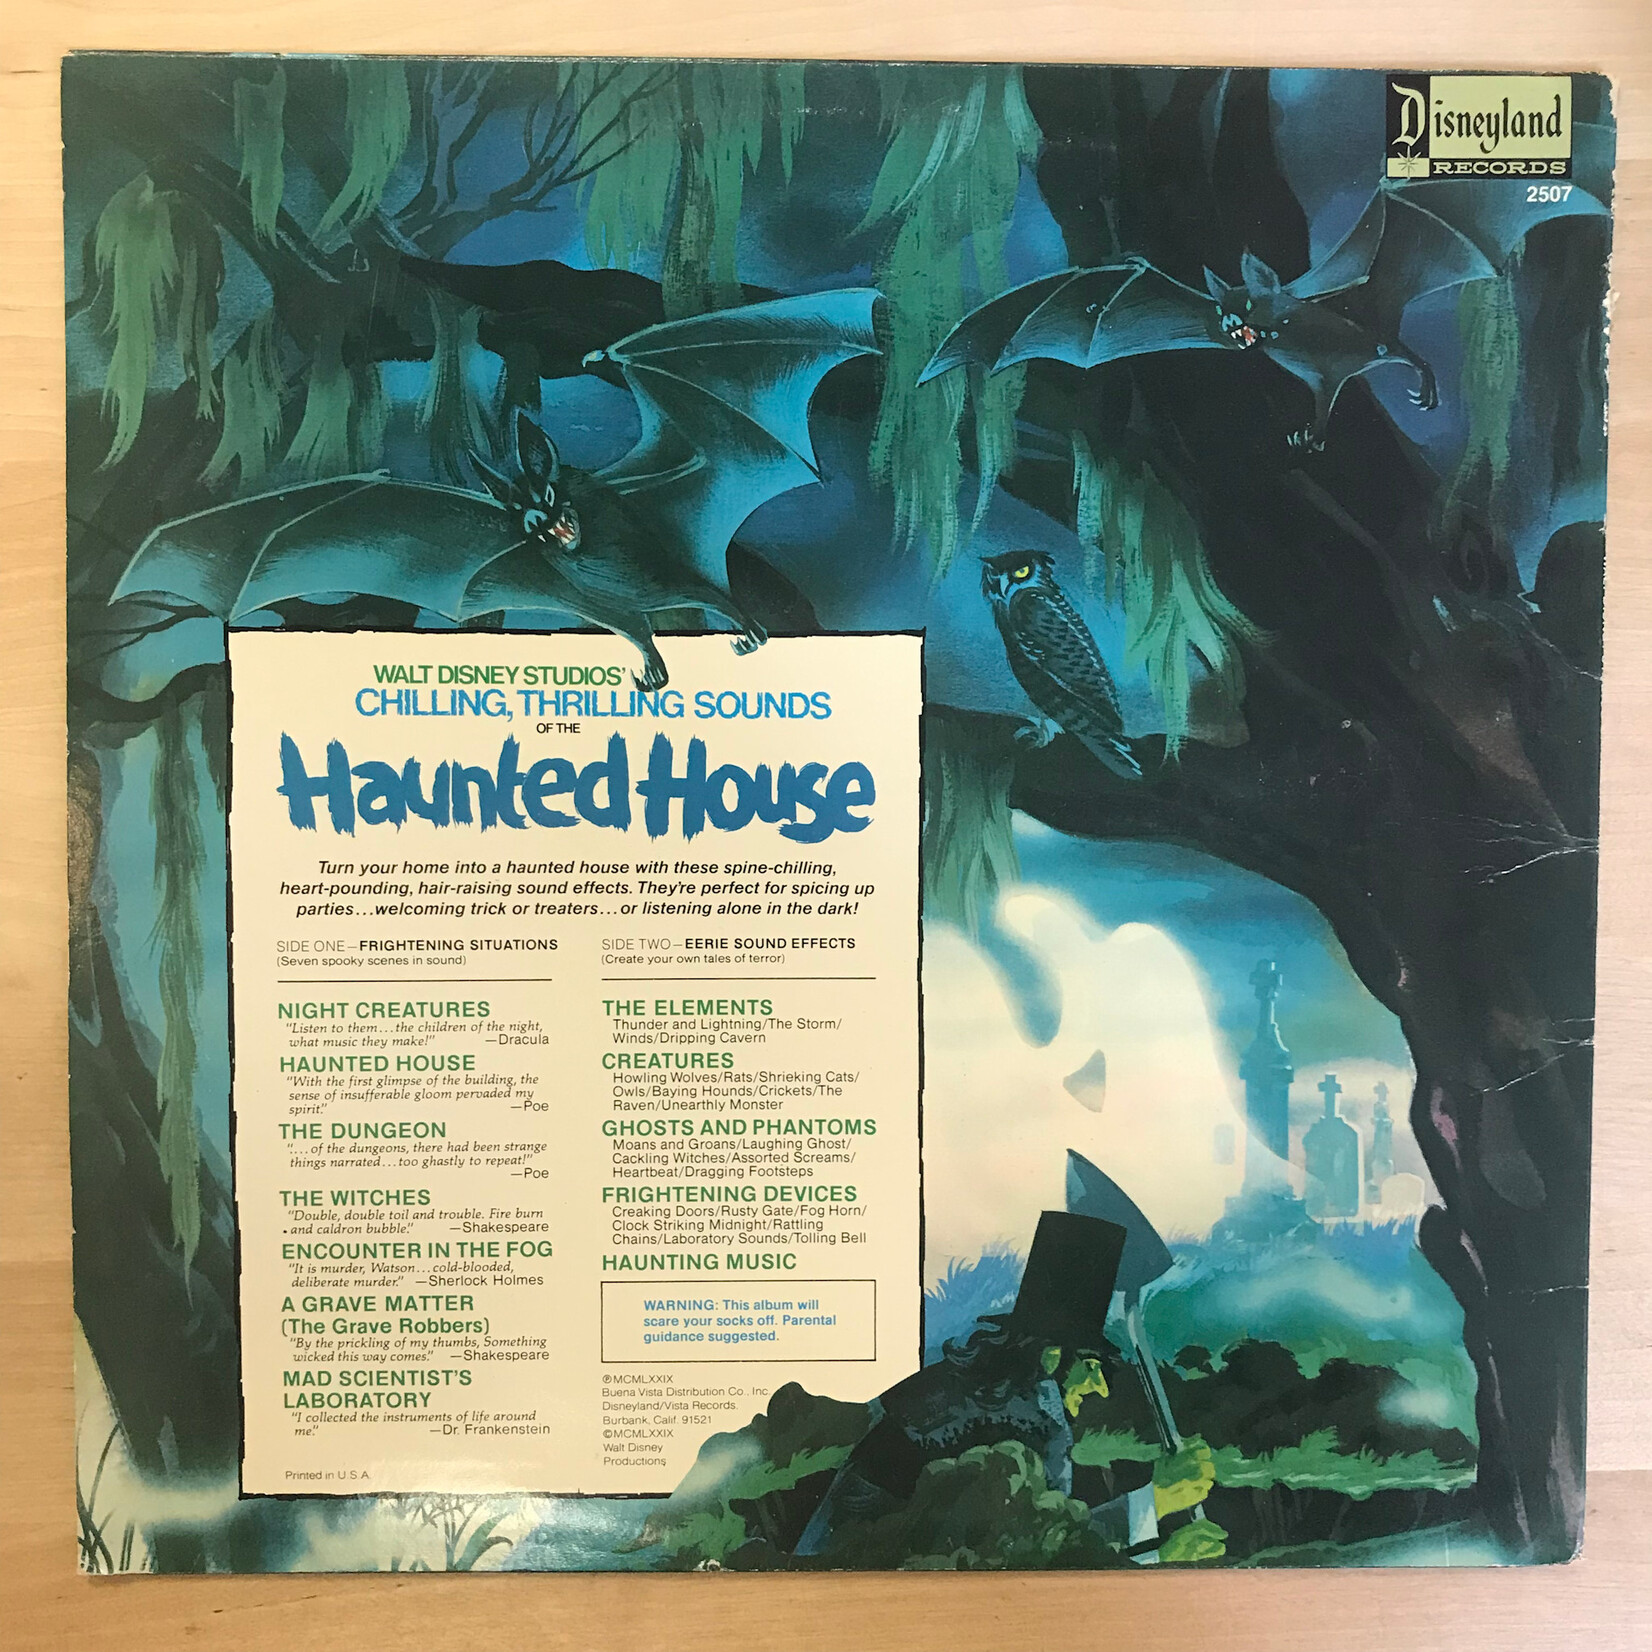 Disneyland
RECORDS
2507
WALT DISNEY STUDIOS'
CHILLING, THRILLING SOUNDS
OF THE
Haunted House
Turn your home into a haunted house with these spine-chilling,
heart-pounding, hair-raising sound effects. They're perfect for spicing up
parties...welcoming trick or treaters...or listening alone in the dark!
SIDE ONE—FRIGHTENING SITUATIONS
(Seven spooky scenes in sound)
NIGHT CREATURES
"Listen to them...the children of the night,
what music they make!" —Dracula
HAUNTED HOUSE
"With the first glimpse of the building, the
sense of insufferable gloom pervaded my
spirit." —Poe
THE DUNGEON
"....of the dungeons, there had been strange
things narrated...too ghastly to repeat!"
—Poe
THE WITCHES
"Double, double toil and trouble. Fire burn
and caldron bubble." —Shakespeare
ENCOUNTER IN THE FOG
"It is murder, Watson...cold-blooded,
deliberate murder." —Sherlock Holmes
A GRAVE MATTER
(The Grave Robbers)
"By the prickling of my thumbs, Something
wicked this way comes." —Shakespeare
MAD SCIENTIST'S
LABORATORY
"I collected the instruments of life around
me." —Dr. Frankenstein
Printed in U.S.A.
SIDE TWO—EERIE SOUND EFFECTS
(Create your own tales of terror)
THE ELEMENTS
Thunder and Lightning/The Storm/
Winds/Dripping Cavern
CREATURES
Howling Wolves/Rats/Shrieking Cats/
Owls/Baying Hounds/Crickets/The
Raven/Unearthly Monster
GHOSTS AND PHANTOMS
Moans and Groans/Laughing Ghost/
Cackling Witches/Assorted Screams/
Heartbeat/Dragging Footsteps
FRIGHTENING DEVICES
Creaking Doors/Rusty Gate/Fog Horn/
Clock Striking Midnight/Rattling
Chains/Laboratory Sounds/Tolling Bell
HAUNTING MUSIC
WARNING: This album will
scare your socks off. Parental
guidance suggested.
℗MCMLXXIX
Buena Vista Distribution Co., Inc.
Disneyland/Vista Records.
Burbank, Calif. 91521
©MCMLXXIX
Walt Disney
Productions